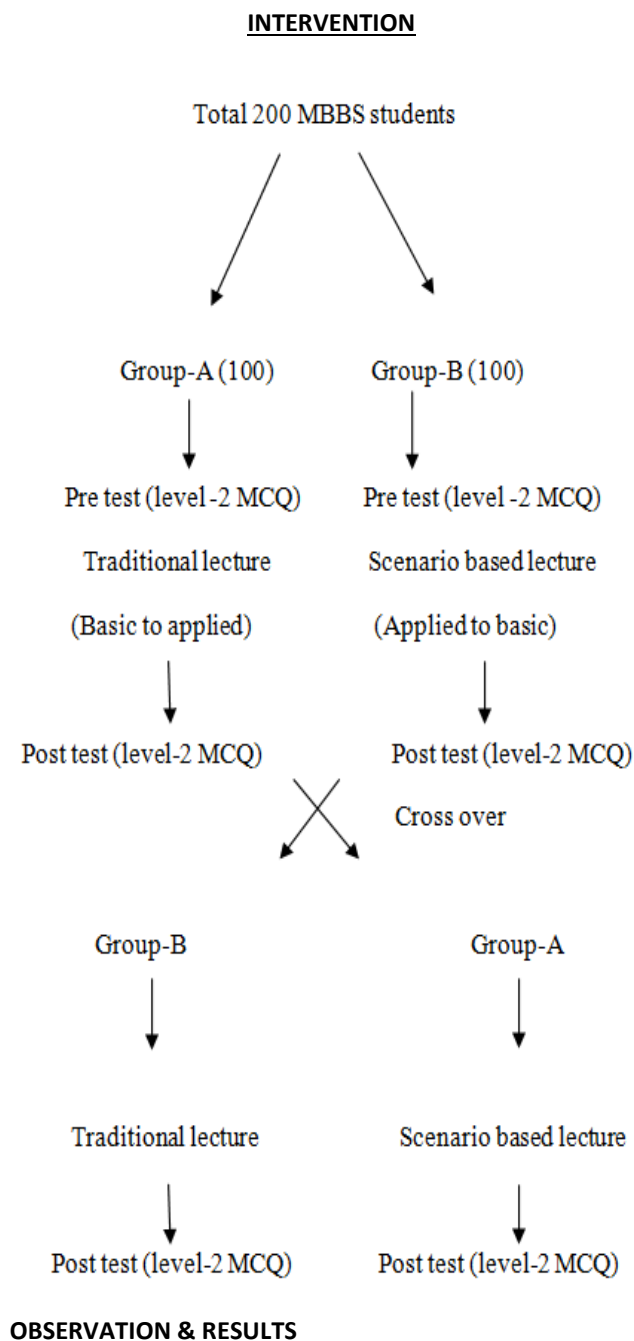 INTERVENTION
Total 200 MBBS students
Group-A (100) Group-B (100)
Pre test (level -2 MCQ) Pre test (level -2 MCQ)
Traditional lecture Scenario based lecture
(Basic to applied) (Applied to basic)
Post test (level-2 MCQ) Post test (level-2 MCQ)
Cross over
Group-B Group-A
Traditional lecture Scenario based lecture
Post test (level-2 MCQ) Post test (level-2 MCQ)
OBSERVATION & RESULTS